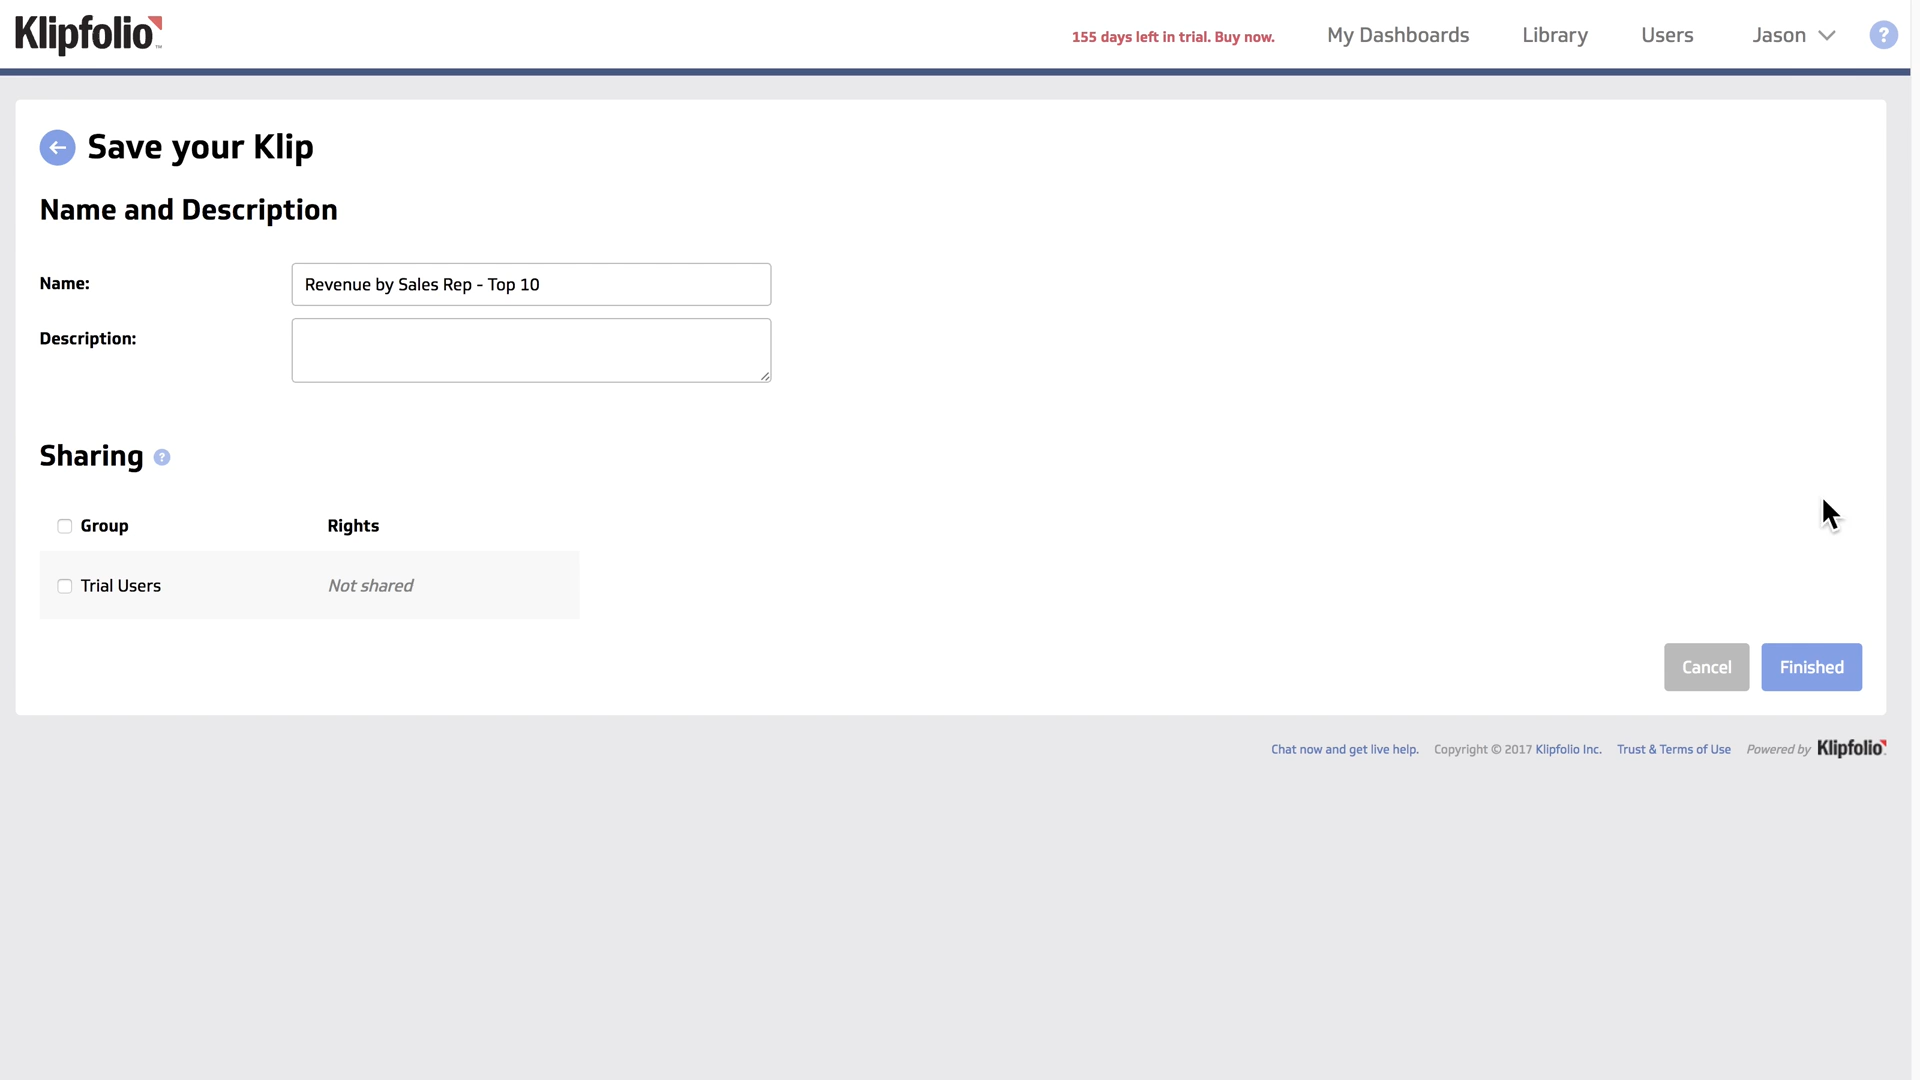 Klipfolio™
155 days left in trial. Buy now. My Dashboards Library Users Jason ?
Save your Klip
Name and Description
Name: Revenue by Sales Rep - Top 10
Description:
Sharing ?
Group Rights
Trial Users Not shared
Cancel Finished
Chat now and get live help. Copyright © 2017 Klipfolio Inc. Trust & Terms of Use Powered by Klipfolio